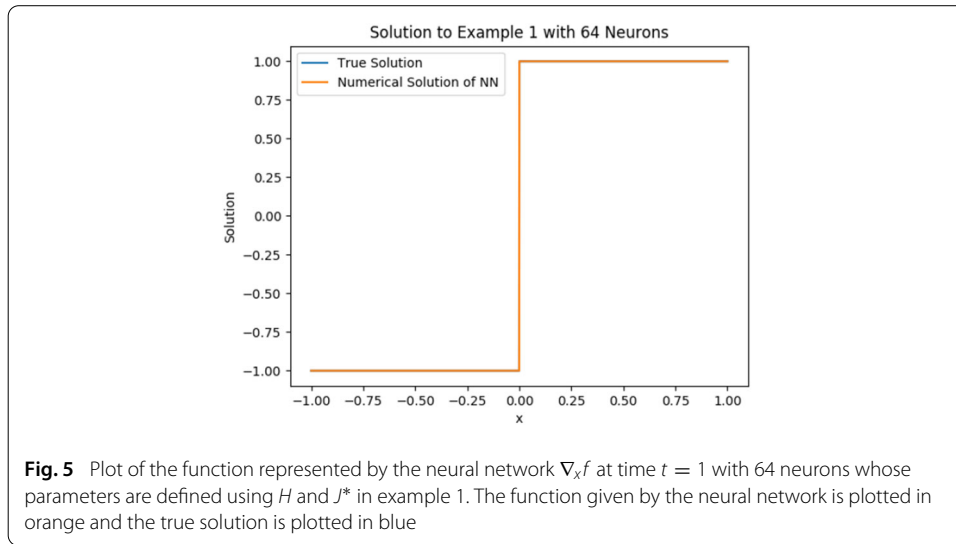 Solution to Example 1 with 64 Neurons
True Solution
Numerical Solution of NN
1.00
0.75
0.50
0.25
0.00
−0.25
−0.50
−0.75
−1.00
Solution
−1.00 −0.75 −0.50 −0.25 0.00 0.25 0.50 0.75 1.00
x
Fig. 5 Plot of the function represented by the neural network ∇ₓf at time t = 1 with 64 neurons whose
parameters are defined using H and J* in example 1. The function given by the neural network is plotted in
orange and the true solution is plotted in blue